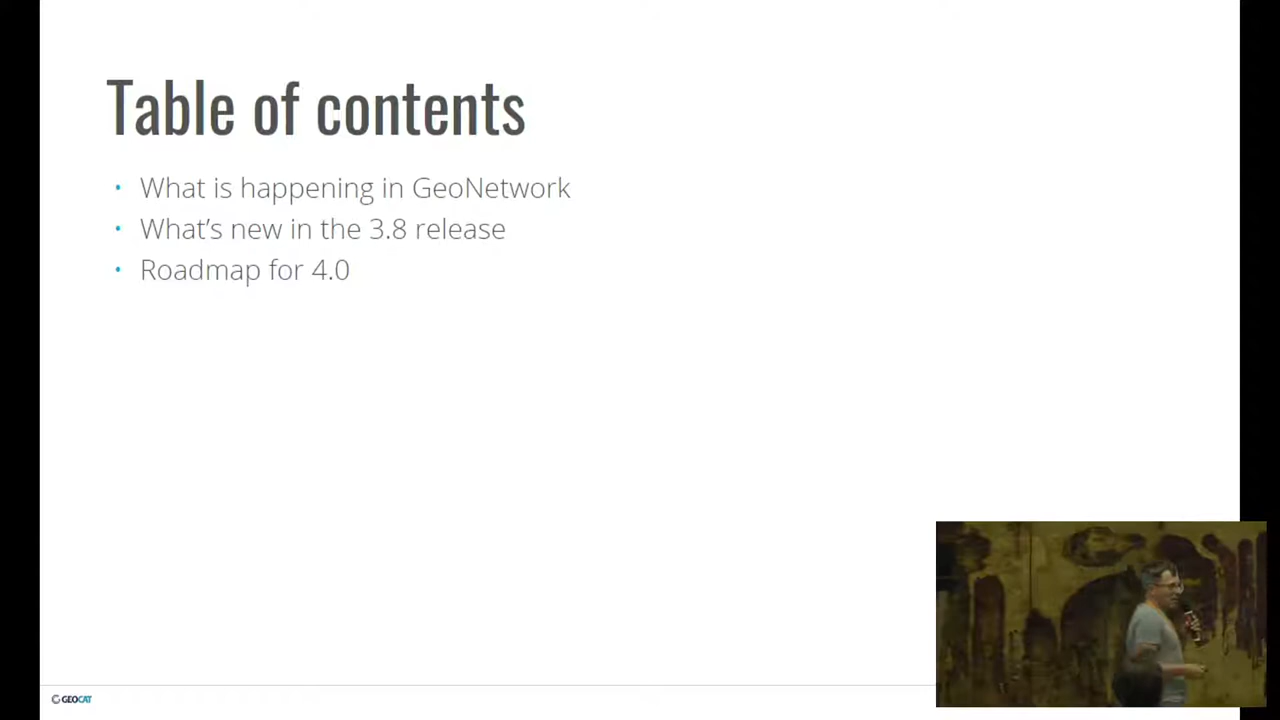 Table of contents
• What is happening in GeoNetwork
• What's new in the 3.8 release
• Roadmap for 4.0
GEOCAT